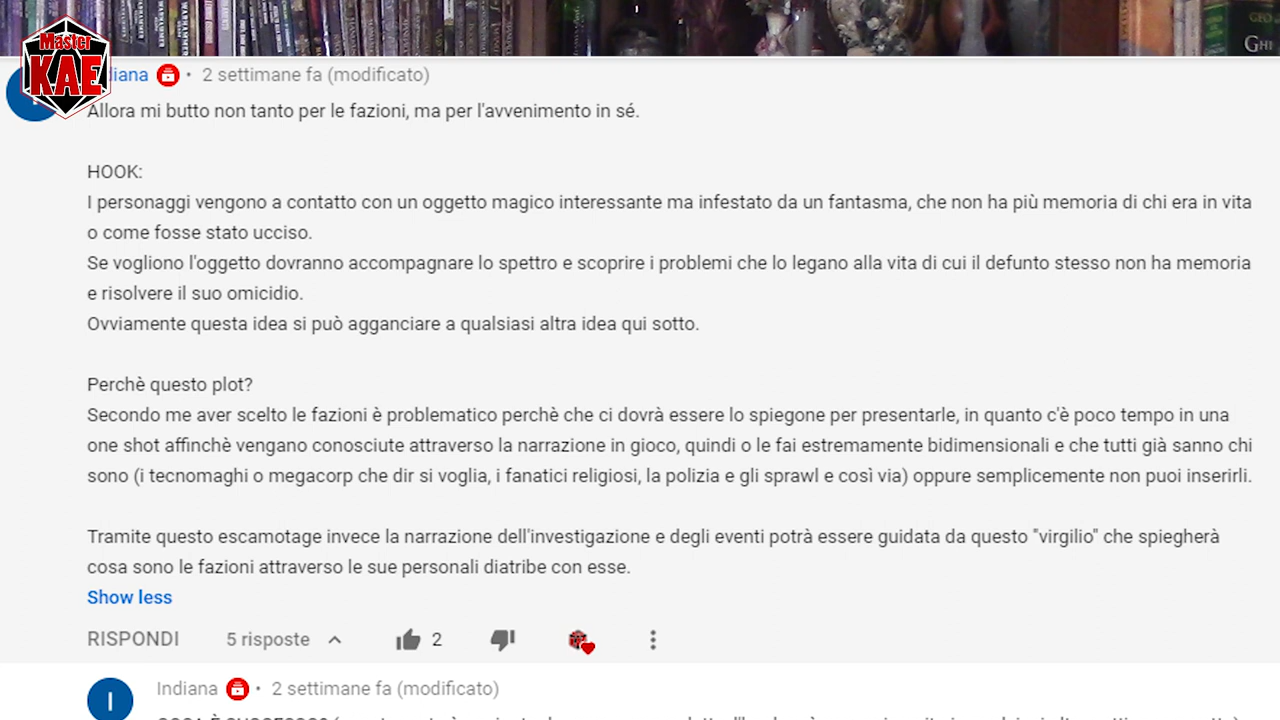 GEO
GHI
Master
KAE
diana • 2 settimane fa (modificato)
Allora mi butto non tanto per le fazioni, ma per l'avvenimento in sé.
HOOK:
I personaggi vengono a contatto con un oggetto magico interessante ma infestato da un fantasma, che non ha più memoria di chi era in vita
o come fosse stato ucciso.
Se vogliono l'oggetto dovranno accompagnare lo spettro e scoprire i problemi che lo legano alla vita di cui il defunto stesso non ha memoria
e risolvere il suo omicidio.
Ovviamente questa idea si può agganciare a qualsiasi altra idea qui sotto.
Perchè questo plot?
Secondo me aver scelto le fazioni è problematico perchè che ci dovrà essere lo spiegone per presentarle, in quanto c'è poco tempo in una
one shot affinchè vengano conosciute attraverso la narrazione in gioco, quindi o le fai estremamente bidimensionali e che tutti già sanno chi
sono (i tecnomaghi o megacorp che dir si voglia, i fanatici religiosi, la polizia e gli sprawl e così via) oppure semplicemente non puoi inserirli.
Tramite questo escamotage invece la narrazione dell'investigazione e degli eventi potrà essere guidata da questo "virgilio" che spiegherà
cosa sono le fazioni attraverso le sue personali diatribe con esse.
Show less
RISPONDI 5 risposte 2
I Indiana • 2 settimane fa (modificato)